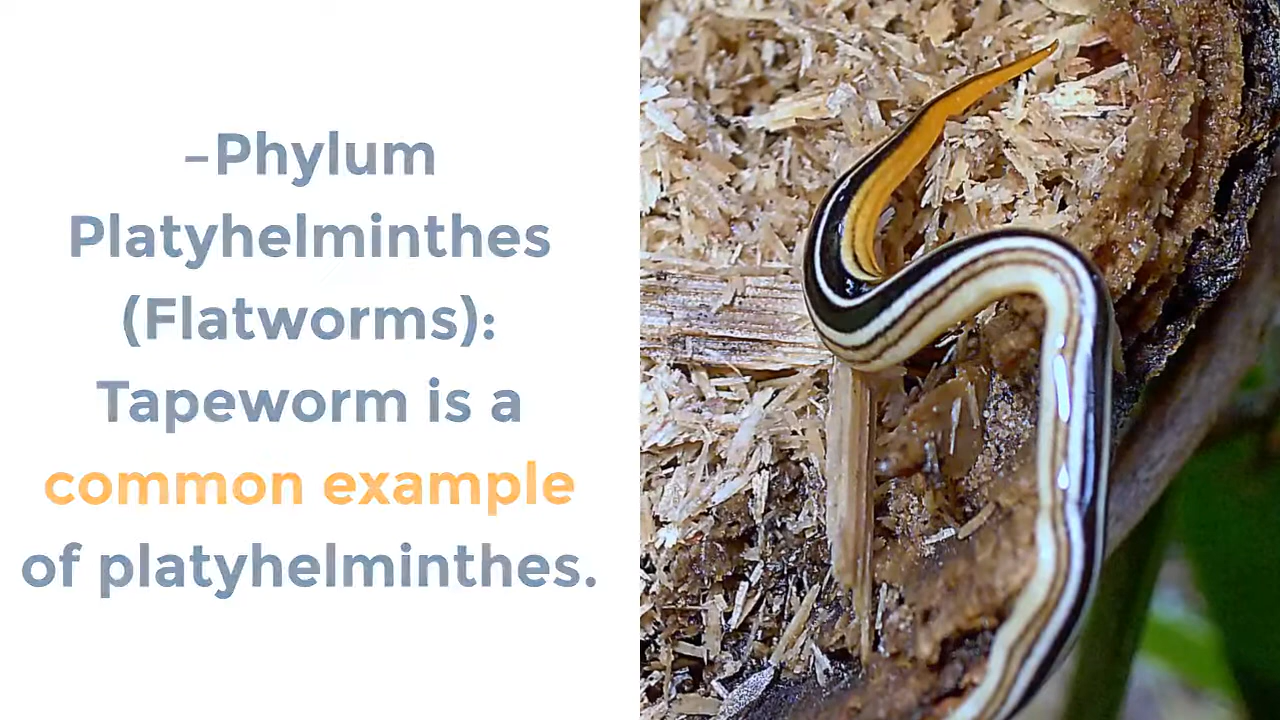 –Phylum
Platyhelminthes
(Flatworms):
Tapeworm is a
common example
of platyhelminthes.